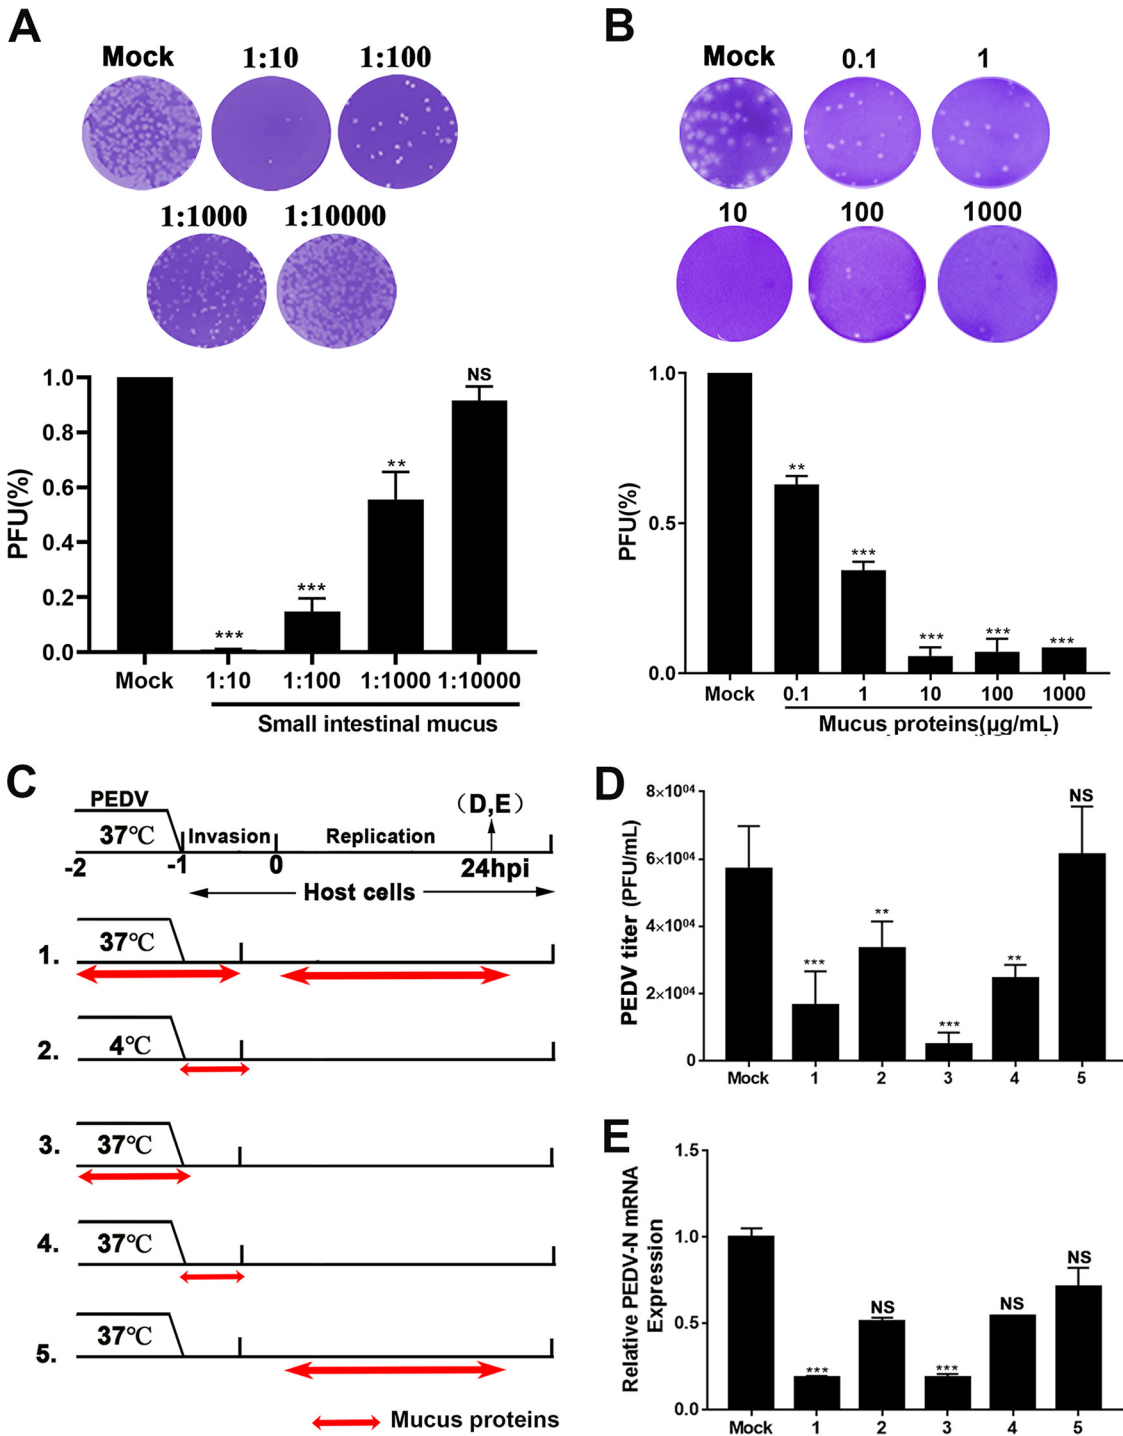 A
Mock 1:10 1:100
1:1000 1:10000
1.0
0.8
0.6
0.4
0.2
0.0
PFU(%)
*** *** ** NS
Mock 1:10 1:100 1:1000 1:10000
Small intestinal mucus
B
Mock 0.1 1
10 100 1000
1.0
0.5
0.0
PFU(%)
** *** *** *** ***
Mock 0.1 1 10 100 1000
Mucus proteins(μg/mL)
C
PEDV
37℃ Invasion Replication (D,E)
-2 -1 0 24hpi
Host cells
1. 37℃
2. 4℃
3. 37℃
4. 37℃
5. 37℃
Mucus proteins
D
8×10⁰⁴
6×10⁰⁴
4×10⁰⁴
2×10⁰⁴
0
PEDV titer (PFU/mL)
*** ** *** ** NS
Mock 1 2 3 4 5
E
1.5
1.0
0.5
0.0
Relative PEDV-N mRNA
Expression
*** NS *** NS NS
Mock 1 2 3 4 5